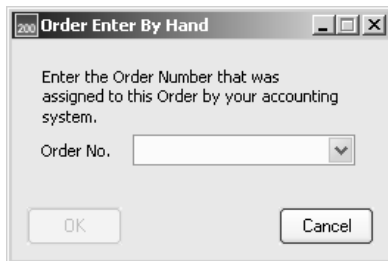 200 Order Enter By Hand
Enter the Order Number that was
assigned to this Order by your accounting
system.
Order No.
OK Cancel